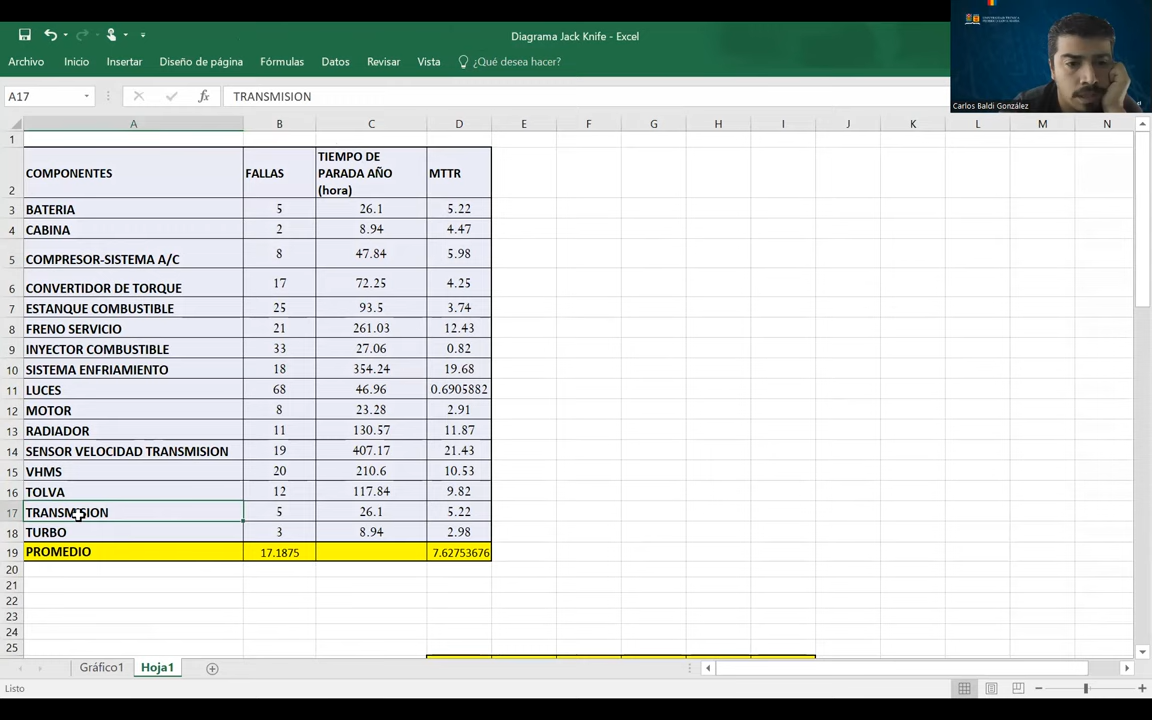 Diagrama Jack Knife - Excel
Archivo Inicio Insertar Diseño de página Fórmulas Datos Revisar Vista ¿Qué desea hacer?
Carlos Baldi González
A17 fx TRANSMISION
A B C D E F G H I J K L M N
1
2 COMPONENTES FALLAS TIEMPO DE PARADA AÑO (hora) MTTR
3 BATERIA 5 26.1 5.22
4 CABINA 2 8.94 4.47
5 COMPRESOR-SISTEMA A/C 8 47.84 5.98
6 CONVERTIDOR DE TORQUE 17 72.25 4.25
7 ESTANQUE COMBUSTIBLE 25 93.5 3.74
8 FRENO SERVICIO 21 261.03 12.43
9 INYECTOR COMBUSTIBLE 33 27.06 0.82
10 SISTEMA ENFRIAMIENTO 18 354.24 19.68
11 LUCES 68 46.96 0.6905882
12 MOTOR 8 23.28 2.91
13 RADIADOR 11 130.57 11.87
14 SENSOR VELOCIDAD TRANSMISION 19 407.17 21.43
15 VHMS 20 210.6 10.53
16 TOLVA 12 117.84 9.82
17 TRANSMISION 5 26.1 5.22
18 TURBO 3 8.94 2.98
19 PROMEDIO 17.1875 7.62753676
20
21
22
23
24
25
Gráfico1 Hoja1
Listo